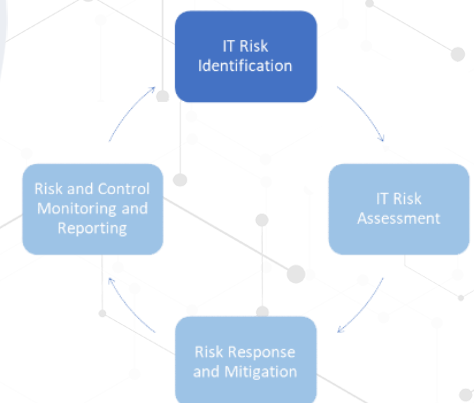 IT Risk
Identification
IT Risk
Assessment
Risk Response
and Mitigation
Risk and Control
Monitoring and
Reporting